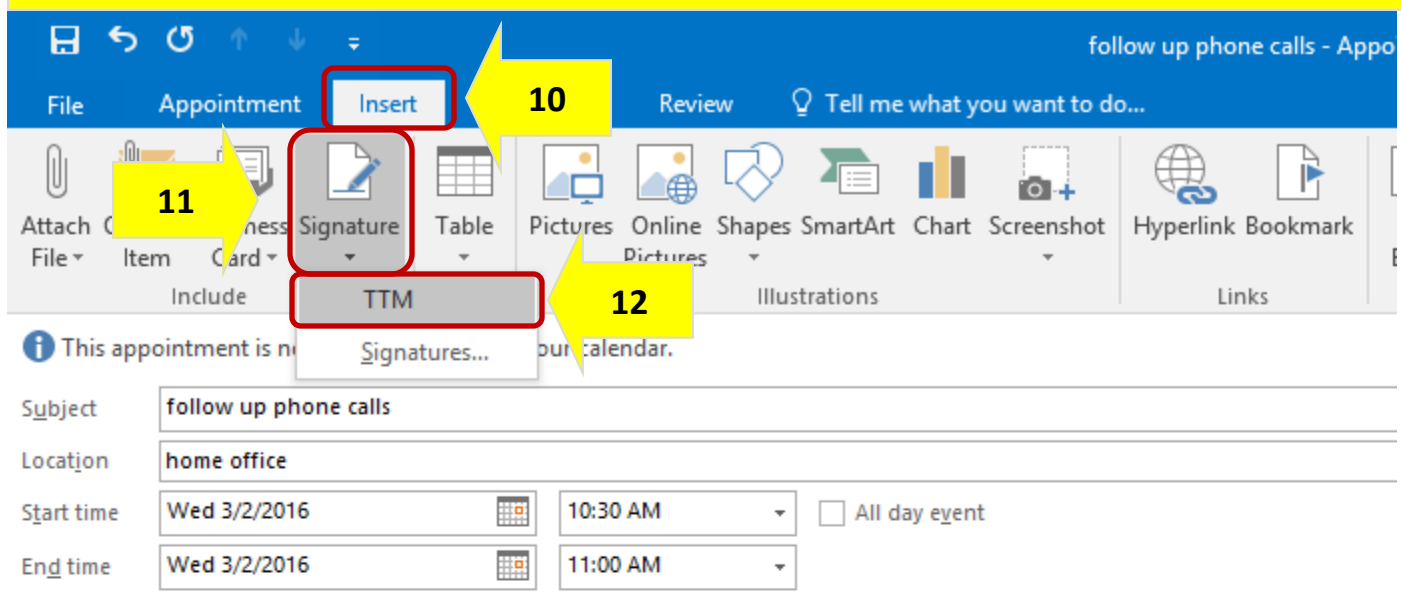 follow up phone calls - Appo
File Appointment Insert 10 Review Tell me what you want to do...
11
Attach Signature Table Pictures Online Shapes SmartArt Chart Screenshot Hyperlink Bookmark
File Item Card Pictures
Include TTM 12 Illustrations Links
This appointment is Signatures... calendar.
Subject follow up phone calls
Location home office
Start time Wed 3/2/2016 10:30 AM All day event
End time Wed 3/2/2016 11:00 AM